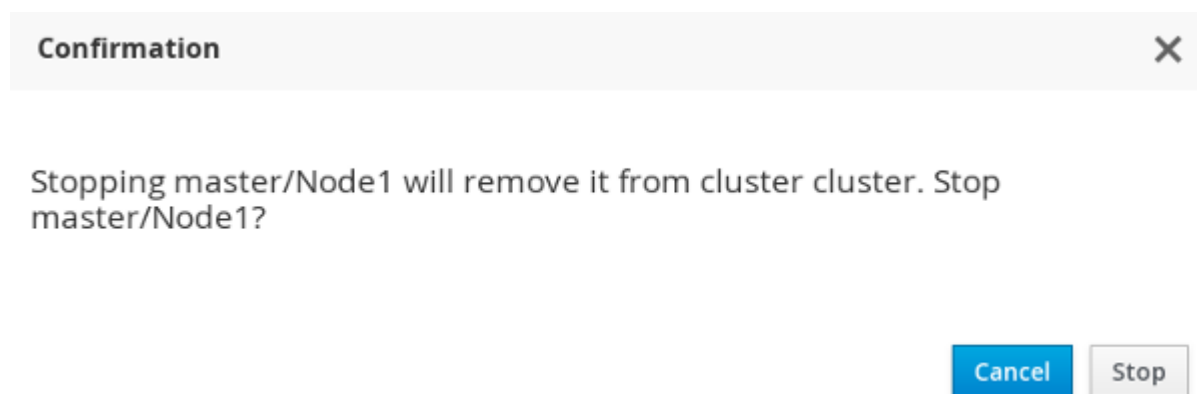 Confirmation
Stopping master/Node1 will remove it from cluster cluster. Stop
master/Node1?
Cancel Stop